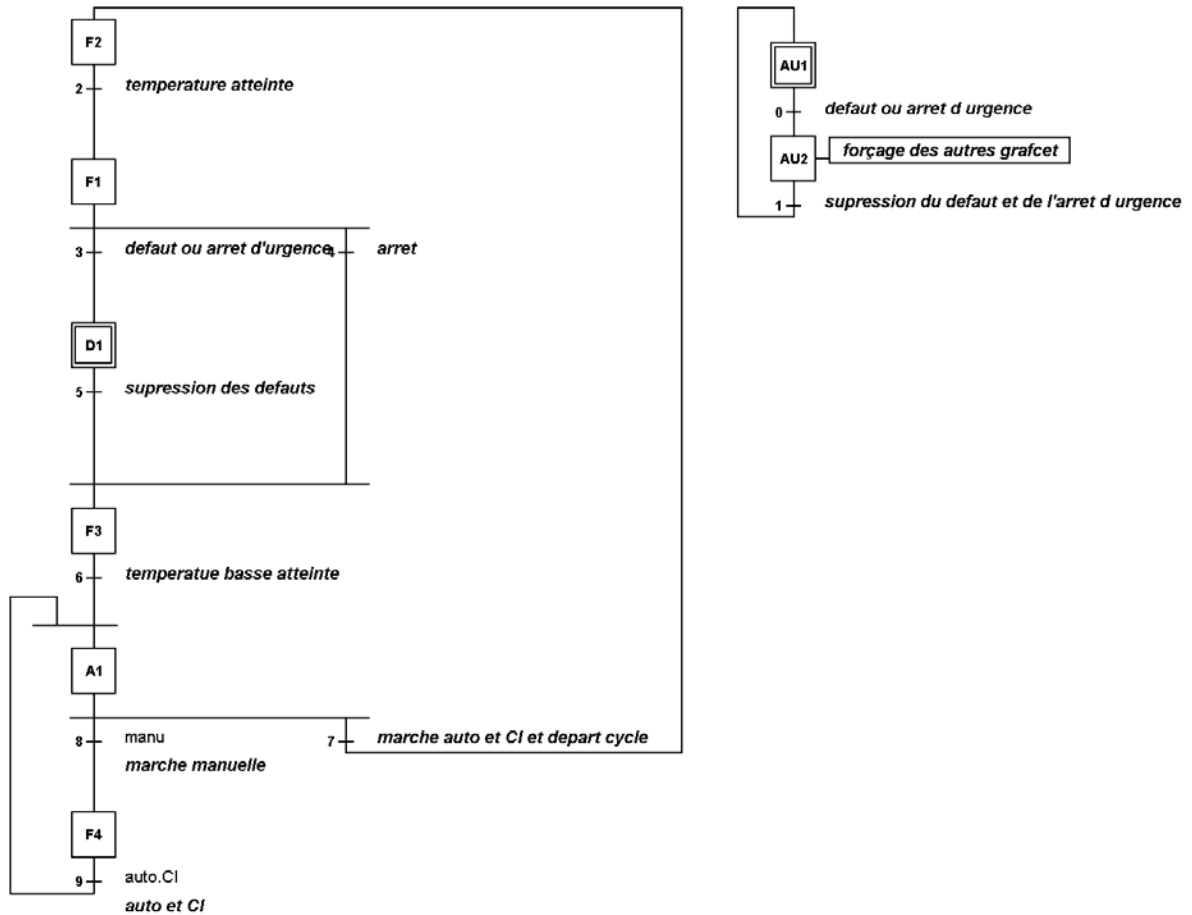 F2
2 temperature atteinte
F1
3 defaut ou arret d'urgence
4 arret
D1
5 supression des defauts
F3
6 temperatue basse atteinte
A1
8 manu
marche manuelle
7 marche auto et CI et depart cycle
F4
9 auto.CI
auto et CI
AU1
0 defaut ou arret d urgence
AU2 forçage des autres grafcet
1 supression du defaut et de l'arret d urgence